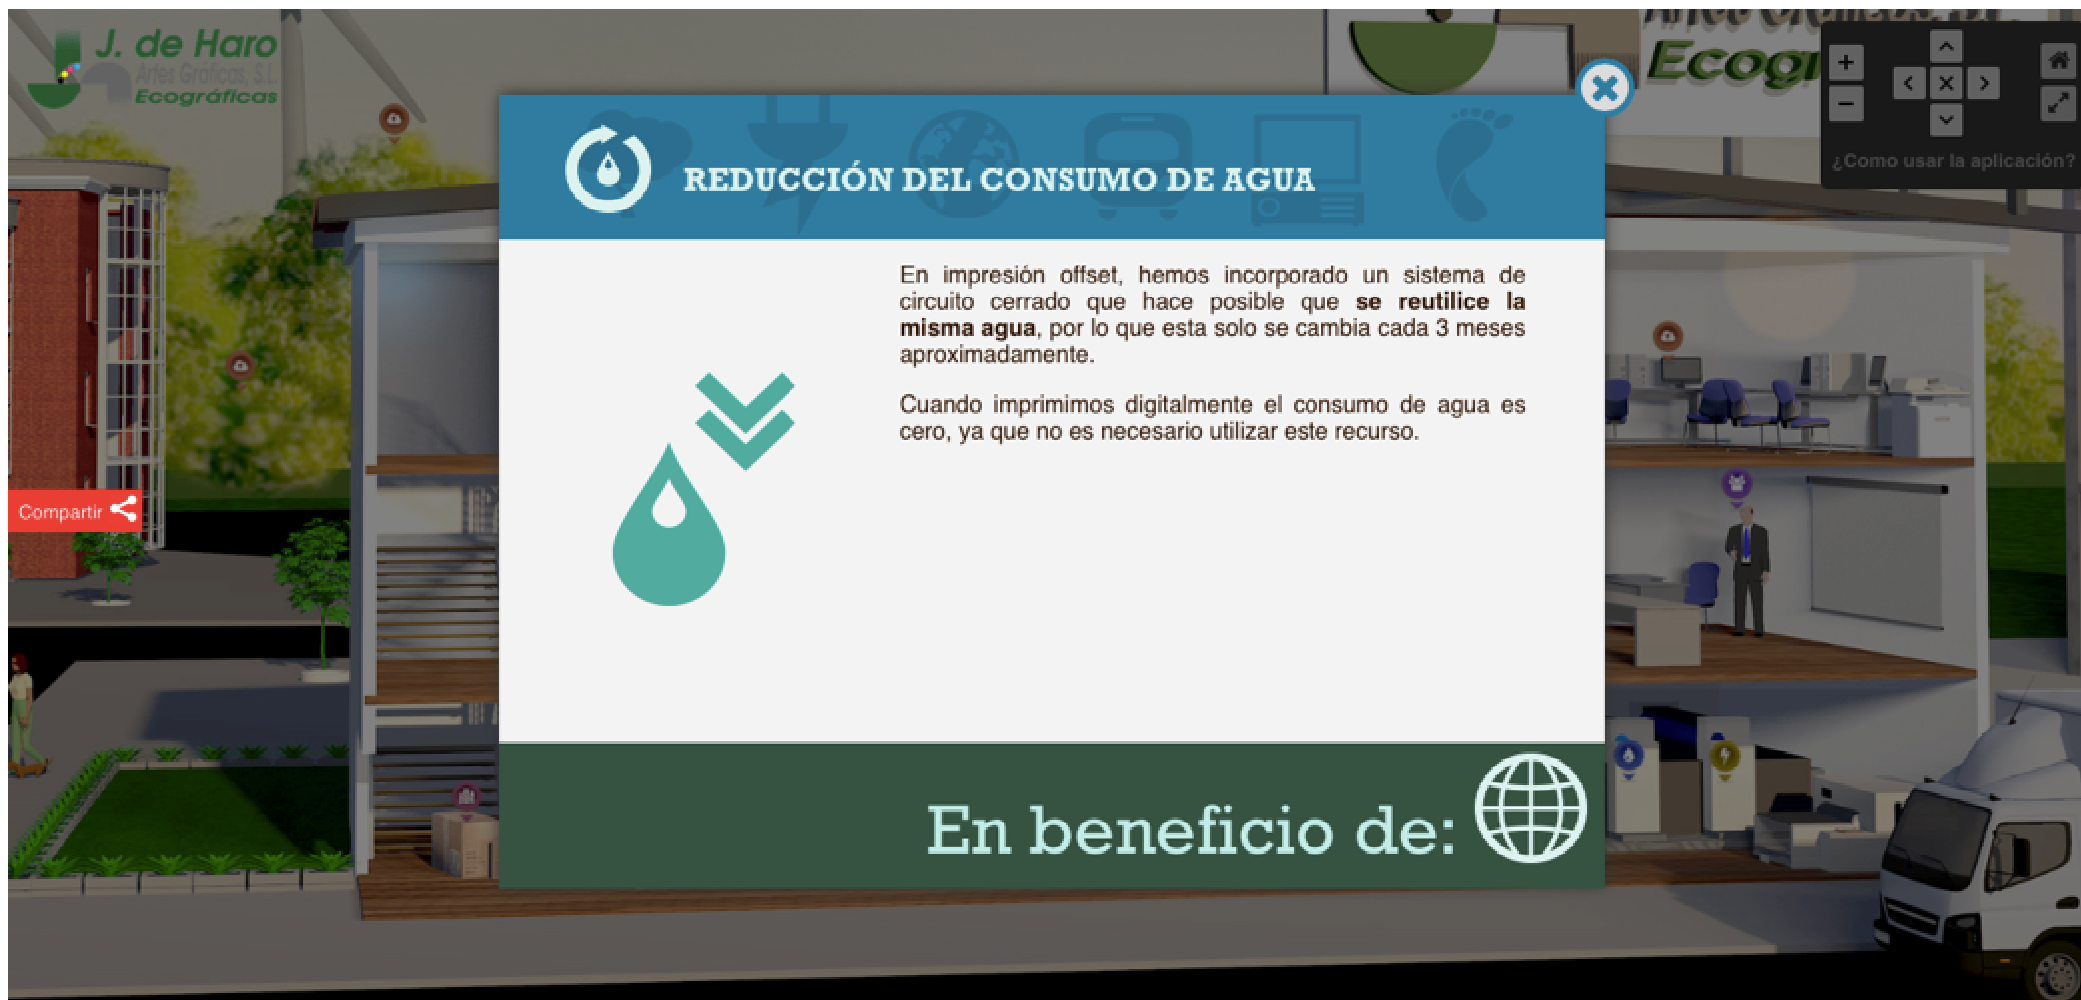 J. de Haro
Artes Gráficas, S.L.
Ecográficas
Artes Gráficas, S.L.
¿Como usar la aplicación?
REDUCCIÓN DEL CONSUMO DE AGUA
En impresión offset, hemos incorporado un sistema de
circuito cerrado que hace posible que se reutilice la
misma agua, por lo que esta solo se cambia cada 3 meses
aproximadamente.
Cuando imprimimos digitalmente el consumo de agua es
cero, ya que no es necesario utilizar este recurso.
Compartir
En beneficio de: